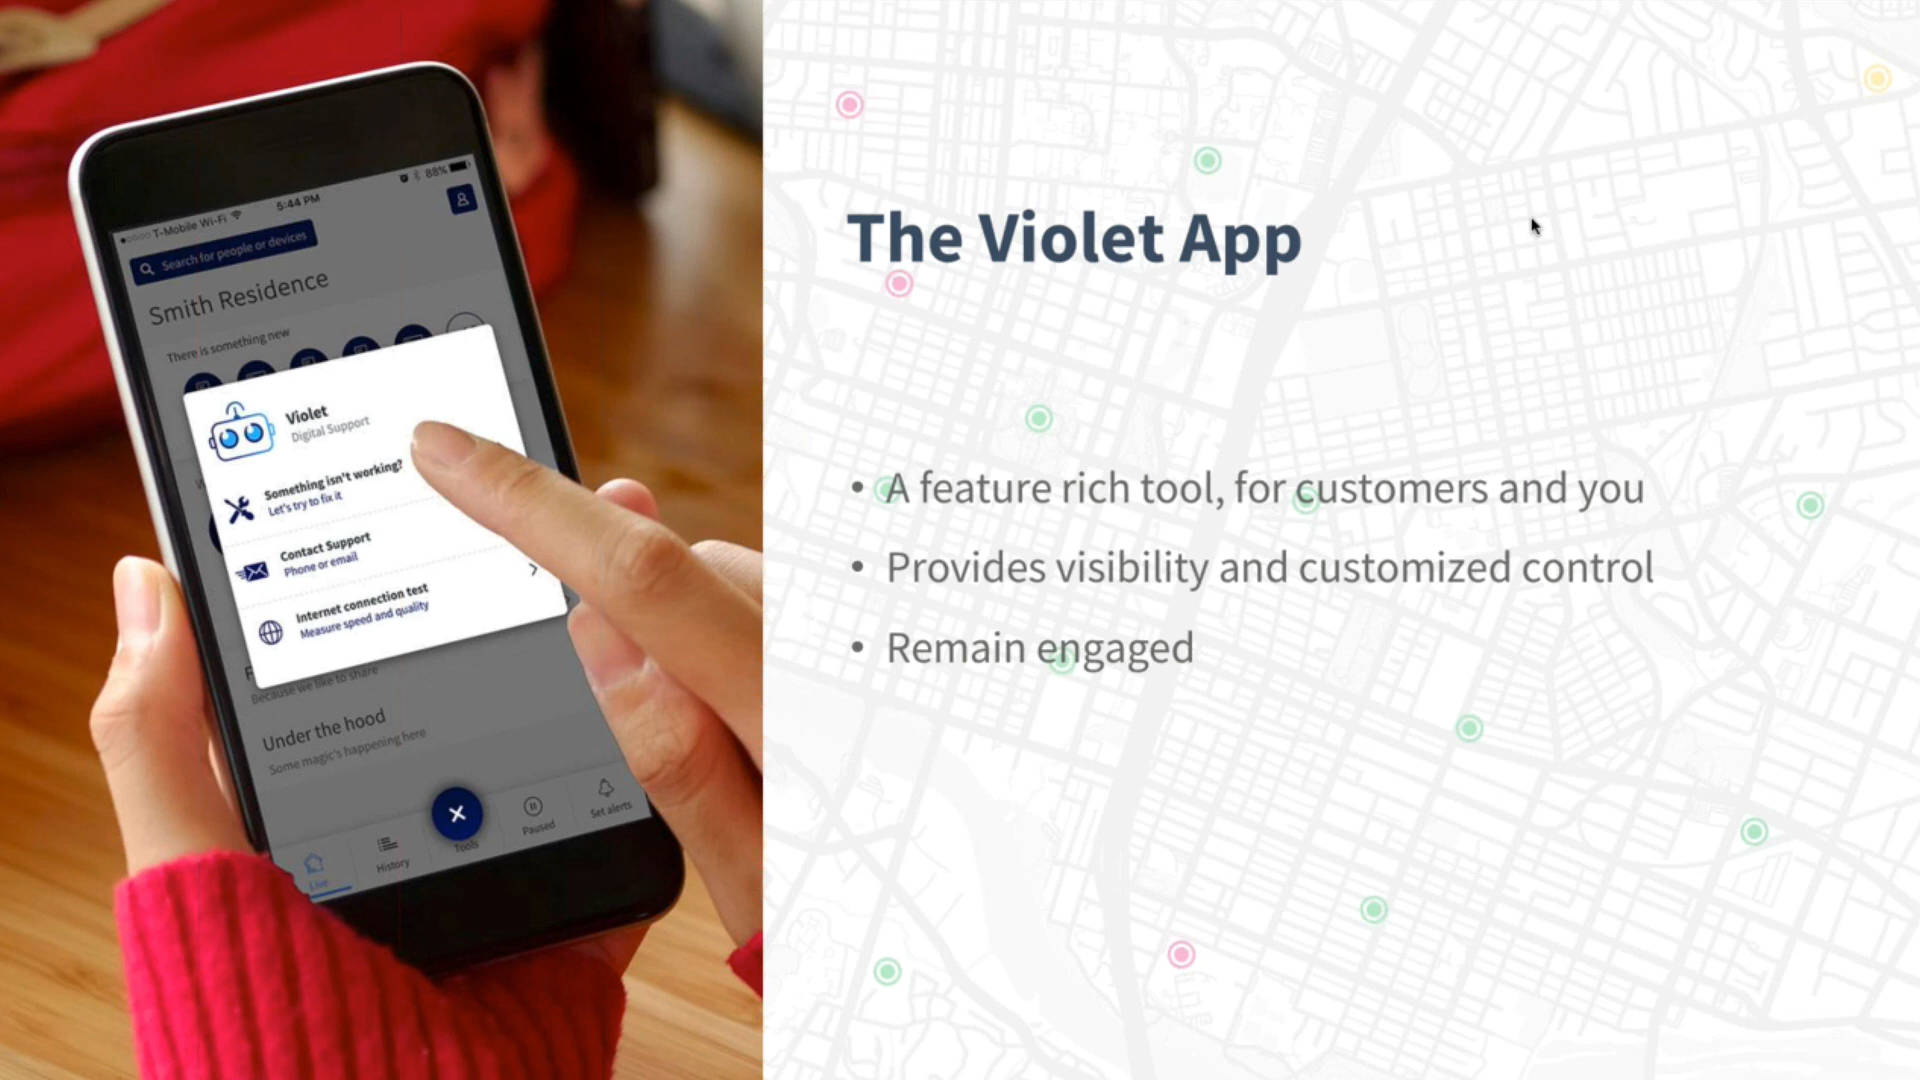 T-Mobile Wi-Fi 5:44 PM 88%
Search for people or devices
Smith Residence
There is something new
Violet
Digital Support
Something isn't working?
Let's try to fix it
Contact Support
Phone or email
Internet connection test
Measure speed and quality
Because we like to share
Under the hood
Some magic's happening here
Live
History
Tools
Paused
Set alerts
The Violet App
• A feature rich tool, for customers and you
• Provides visibility and customized control
• Remain engaged